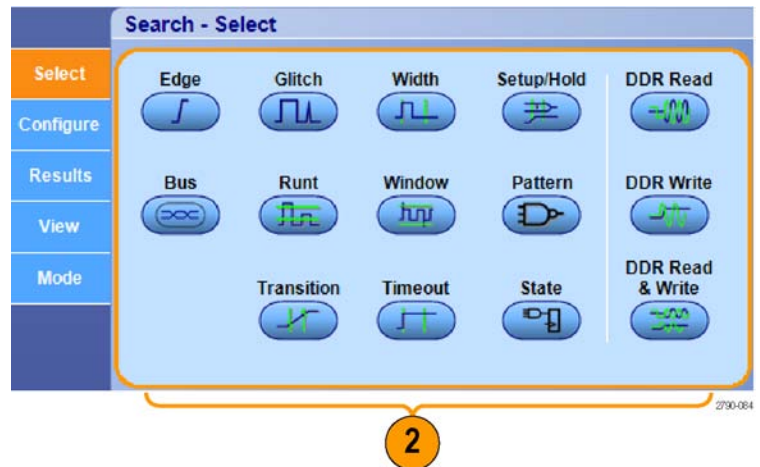 Search - Select
Select
Configure
Results
View
Mode
Edge Glitch Width Setup/Hold DDR Read
Bus Runt Window Pattern DDR Write
Transition Timeout State DDR Read
& Write
2790-084
2